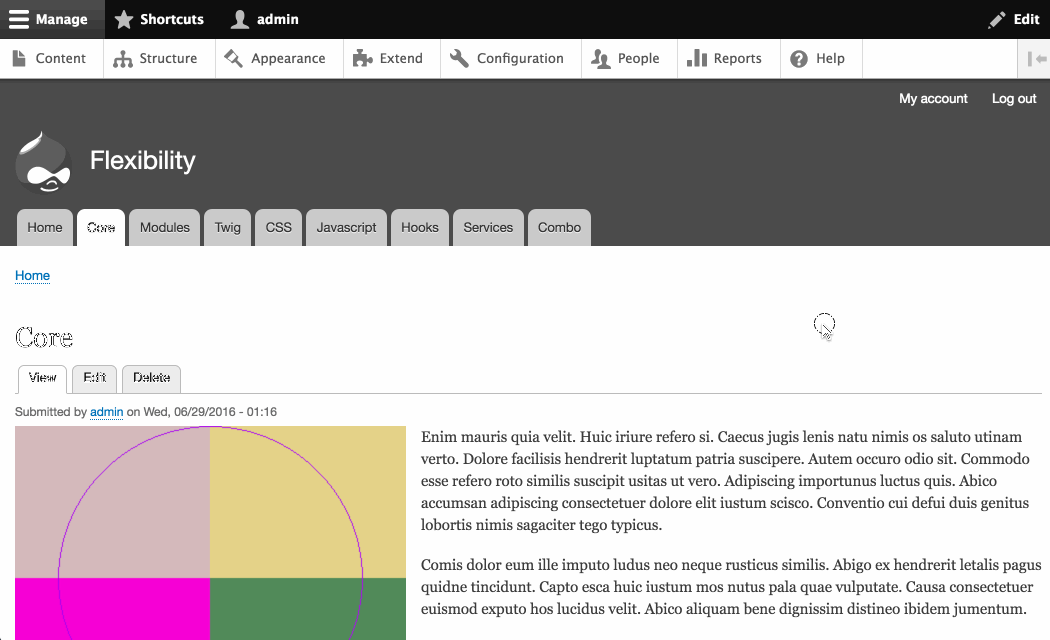 Manage Shortcuts admin Edit
Content Structure Appearance Extend Configuration People Reports Help
My account Log out
Flexibility
Home Core Modules Twig CSS Javascript Hooks Services Combo
Home
Core
View Edit Delete
Submitted by admin on Wed, 06/29/2016 - 01:16
Enim mauris quia velit. Huic iriure refero si. Caecus jugis lenis natu nimis os saluto utinam
verto. Dolore facilisis hendrerit luptatum patria suscipere. Autem occuro odio sit. Commodo
esse refero roto similis suscipit usitas ut vero. Adipiscing importunus luctus quis. Abico
accumsan adipiscing consectetuer dolore elit iustum scisco. Conventio cui defui duis genitus
lobortis nimis sagaciter tego typicus.
Comis dolor eum ille imputo ludus neo neque rusticus similis. Abigo ex hendrerit letalis pagus
quidne tincidunt. Capto esca huic iustum mos nutus pala quae vulputate. Causa consectetuer
euismod exputo hos lucidus velit. Abico aliquam bene dignissim distineo ibidem jumentum.